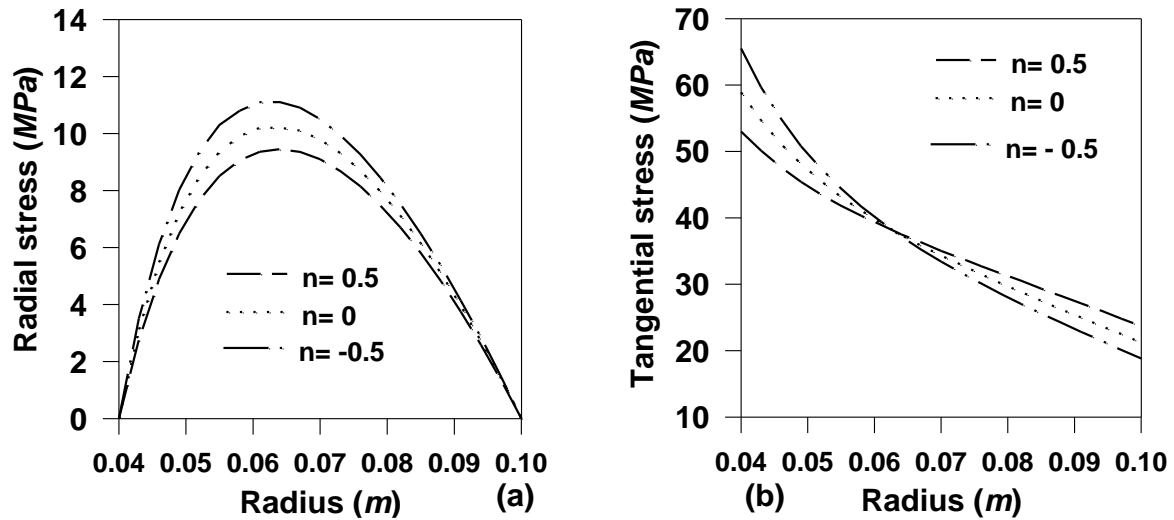 14
12
10
8
6
4
2
0
Radial stress (MPa)
n= 0.5
n= 0
n= -0.5
0.04 0.05 0.06 0.07 0.08 0.09 0.10
Radius (m)
(a)
70
60
50
40
30
20
10
Tangential stress (MPa)
n= 0.5
n= 0
n= - 0.5
0.04 0.05 0.06 0.07 0.08 0.09 0.10
(b)
Radius (m)